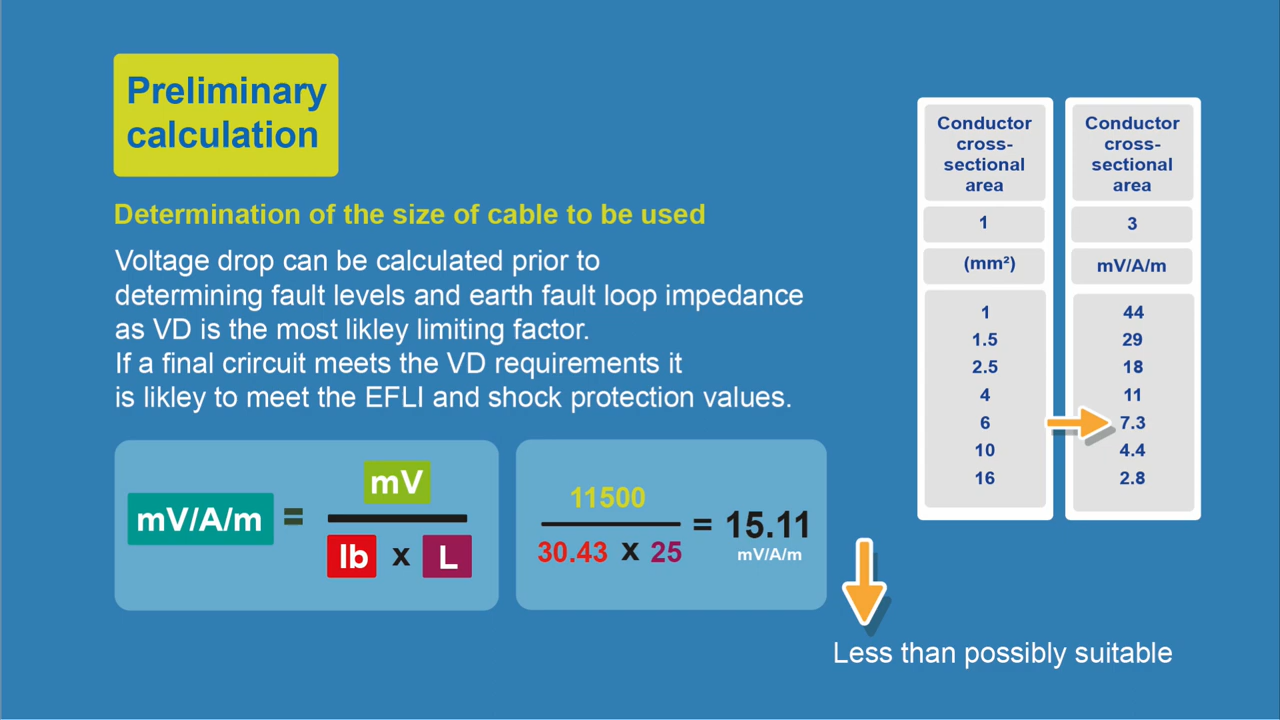 Preliminary
calculation
Determination of the size of cable to be used
Voltage drop can be calculated prior to
determining fault levels and earth fault loop impedance
as VD is the most likley limiting factor.
If a final crircuit meets the VD requirements it
is likley to meet the EFLI and shock protection values.
mV/A/m = mV
Ib x L
11500
30.43 x 25 = 15.11
mV/A/m
Less than possibly suitable
Conductor
cross-
sectional
area
1
(mm²)
1
1.5
2.5
4
6
10
16
Conductor
cross-
sectional
area
3
mV/A/m
44
29
18
11
7.3
4.4
2.8